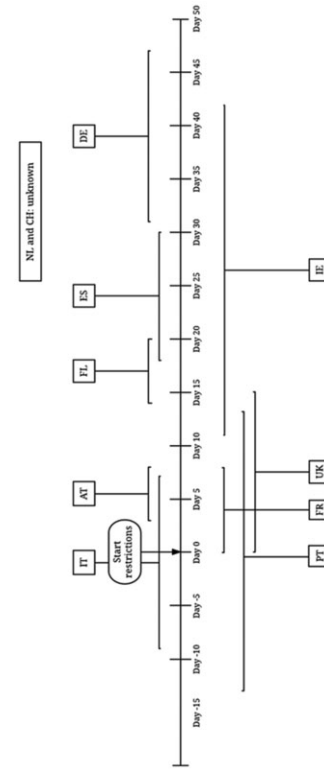 NL and CH: unknown
IT
AT
FL
ES
DE
Start
restrictions
Day -15
Day -10
Day -5
Day 0
Day 5
Day 10
Day 15
Day 20
Day 25
Day 30
Day 35
Day 40
Day 45
Day 50
PT
FR
UK
IE